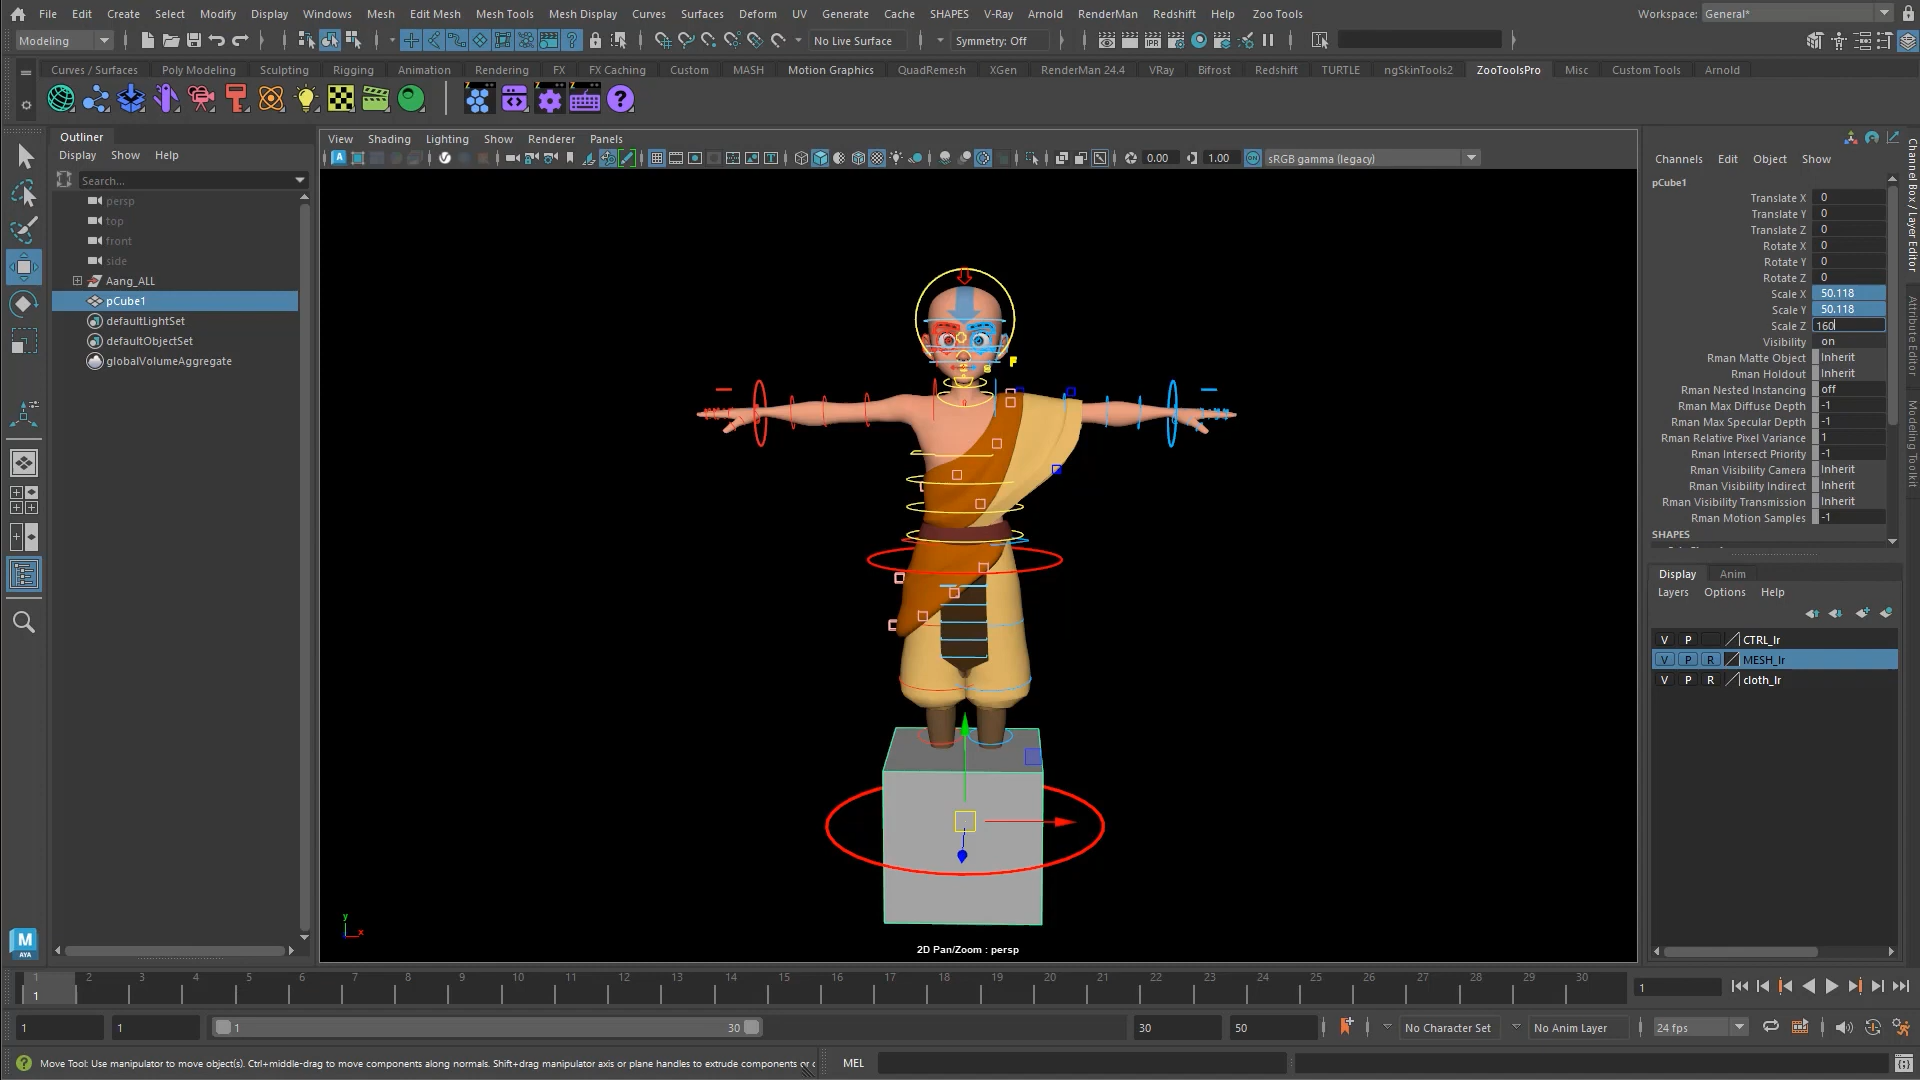 File Edit Create Select Modify Display Windows Mesh Edit Mesh Mesh Tools Mesh Display Curves Surfaces Deform UV Generate Cache SHAPES V-Ray Arnold RenderMan Redshift Help Zoo Tools Workspace: General*
Modeling No Live Surface Symmetry: Off
Curves / Surfaces Poly Modeling Sculpting Rigging Animation Rendering FX FX Caching Custom MASH Motion Graphics QuadRemesh XGen RenderMan 24.4 VRay Bifrost Redshift TURTLE ngSkinTools2 ZooToolsPro Misc Custom Tools Arnold
Outliner
Display Show Help
Search...
persp
top
front
side
Aang_ALL
pCube1
defaultLightSet
defaultObjectSet
globalVolumeAggregate
View Shading Lighting Show Renderer Panels
0.00 1.00 sRGB gamma (legacy)
F
S
y
x
2D Pan/Zoom : persp
Channels Edit Object Show
pCube1
Translate X 0
Translate Y 0
Translate Z 0
Rotate X 0
Rotate Y 0
Rotate Z 0
Scale X 50.118
Scale Y 50.118
Scale Z 160
Visibility on
Rman Matte Object Inherit
Rman Holdout Inherit
Rman Nested Instancing off
Rman Max Diffuse Depth -1
Rman Max Specular Depth -1
Rman Relative Pixel Variance 1
Rman Intersect Priority -1
Rman Visibility Camera Inherit
Rman Visibility Indirect Inherit
Rman Visibility Transmission Inherit
Rman Motion Samples -1
SHAPES
Display Anim
Layers Options Help
V P CTRL_lr
V P R MESH_lr
V P R cloth_lr
Channel Box / Layer Editor
Attribute Editor
Modeling Toolkit
M
AYA
1 2 3 4 5 6 7 8 9 10 11 12 13 14 15 16 17 18 19 20 21 22 23 24 25 26 27 28 29 30
1 1
1 1 1 30 30 50 No Character Set No Anim Layer 24 fps
Move Tool: Use manipulator to move object(s). Ctrl+middle-drag to move components along normals. Shift+drag manipulator axis or plane handles to extrude components or c MEL